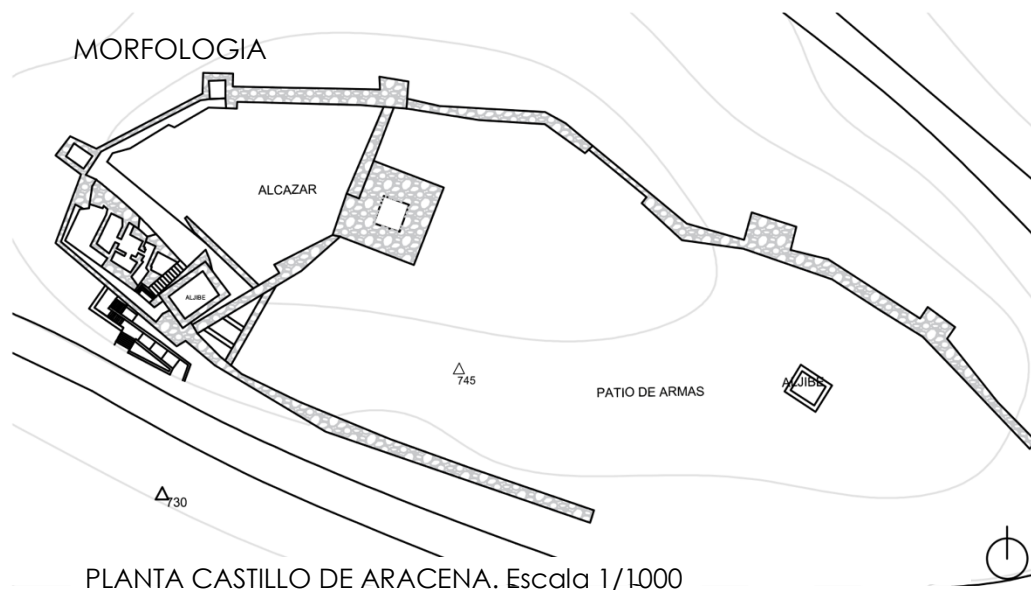 MORFOLOGIA
ALCAZAR
ALJIBE
745
PATIO DE ARMAS
ALJIBE
730
PLANTA CASTILLO DE ARACENA. Escala 1/1000